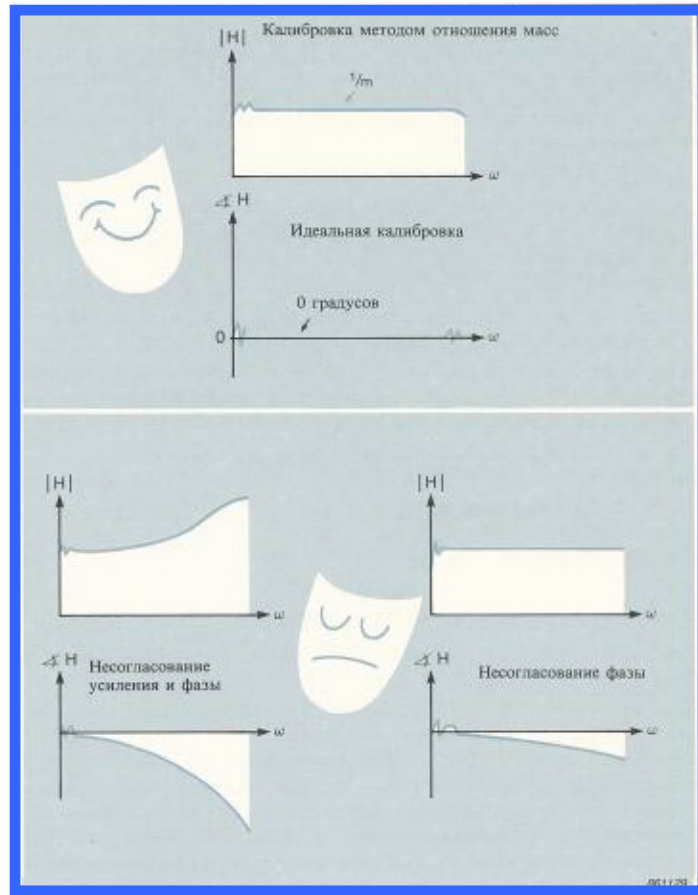 Калибровка методом отношения масс
|H|
1/m
ω
∡ H
Идеальная калибровка
0 градусов
0
ω
|H|
ω
|H|
ω
∡ H
Несогласование
усиления и фазы
ω
∡ H
Несогласование фазы
ω